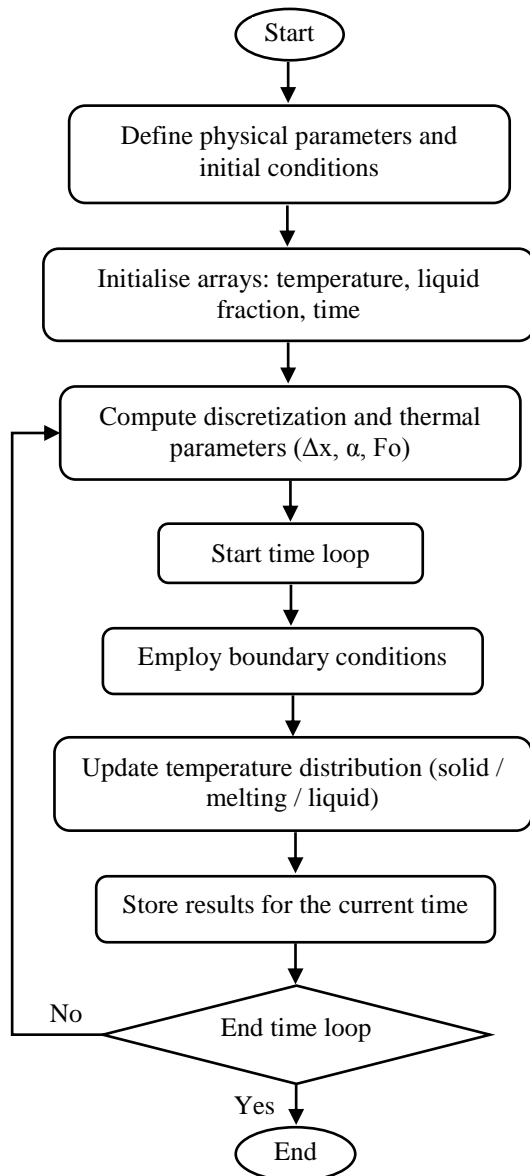 Start
Define physical parameters and
initial conditions
Initialise arrays: temperature, liquid
fraction, time
Compute discretization and thermal
parameters (Δx, α, Fo)
Start time loop
Employ boundary conditions
Update temperature distribution (solid /
melting / liquid)
Store results for the current time
No
End time loop
Yes
End